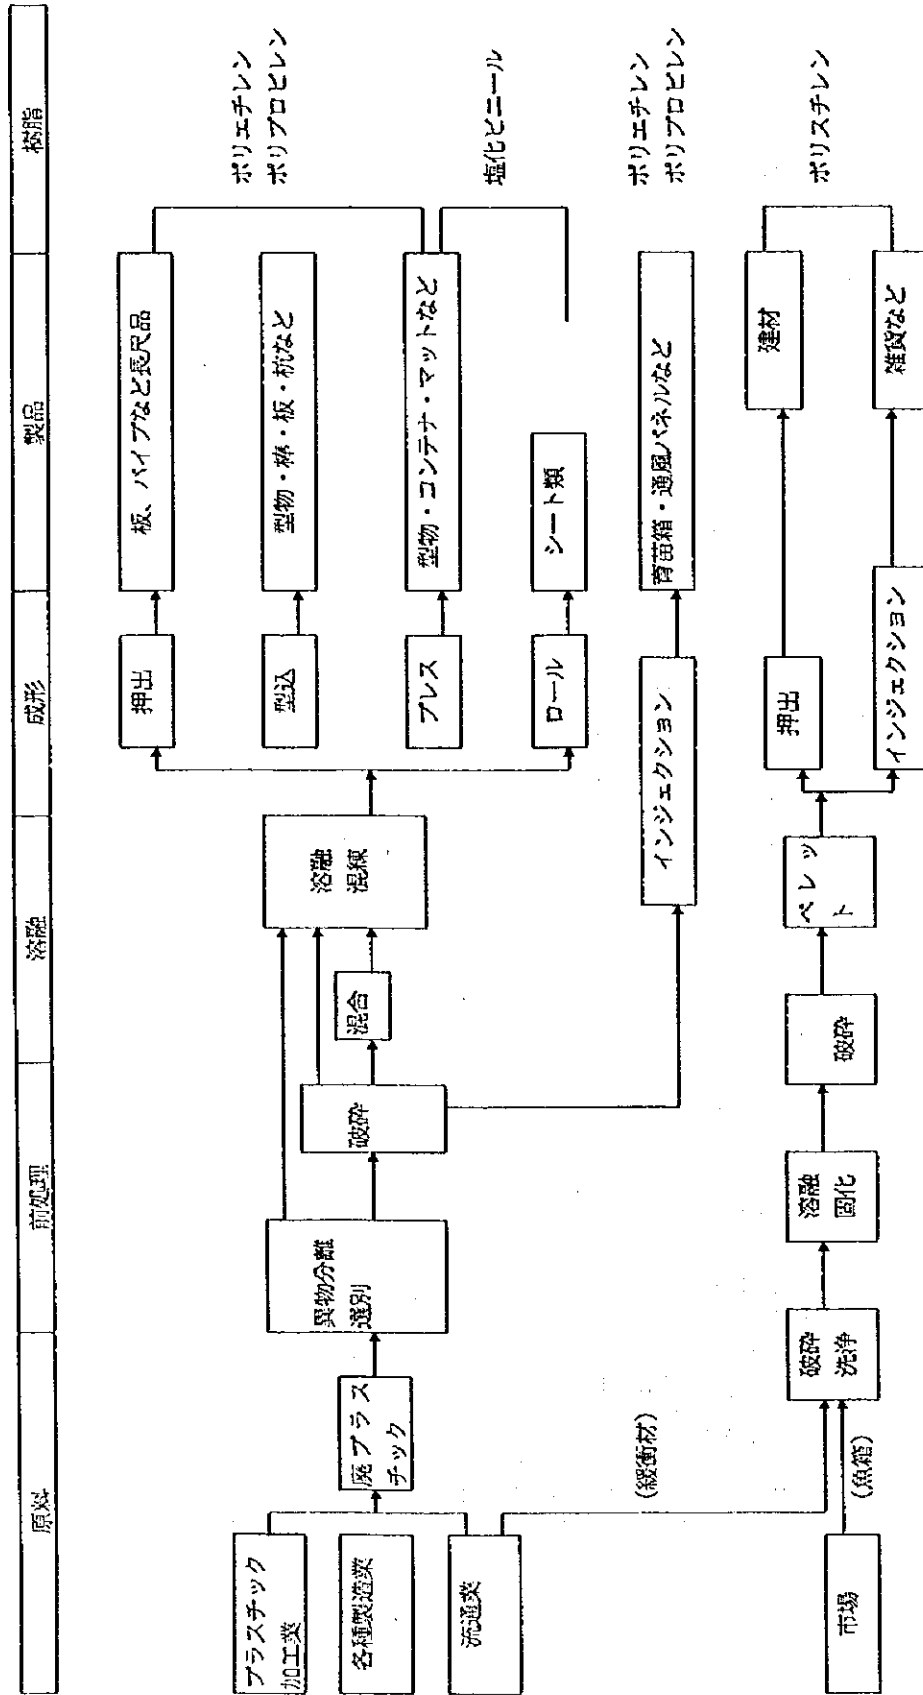 原料
前処理
溶融
成形
製品
樹脂
プラスチック
加工業
各種製造業
流通業
廃プラス
チック
異物分離
選別
破砕
混合
溶融
混練
押出
板、パイプなど長尺品
型込
型物・棒・板・杭など
プレス
型物・コンテナ・マットなど
ロール
シート類
ポリエチレン
ポリプロピレン
塩化ビニール
インジェクション
育苗箱・通風パネルなど
ポリエチレン
ポリプロピレン
(緩衝材)
市場
(魚箱)
破砕
洗浄
溶融
固化
破砕
ペレッ
ト
押出
建材
インジェクション
雑貨など
ポリスチレン